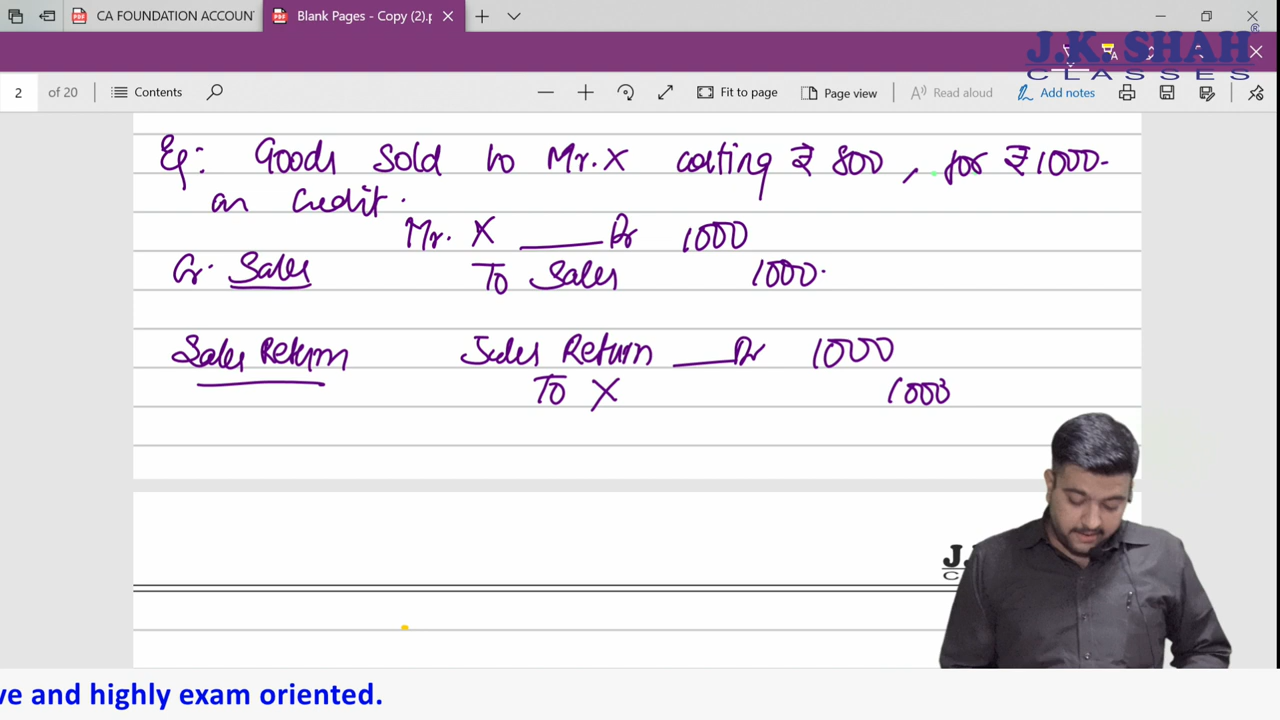 CA FOUNDATION ACCOUN
Blank Pages - Copy (2).p
J.K. SHAH®
CLASSES
2 of 20 Contents Fit to page Page view Read aloud Add notes
Eg: Goods sold to Mr. X costing ₹ 800, for ₹ 1000-
on credit.
Mr. X ____ Dr 1000
Cr. Sales To Sales 1000.
Sales Return Sales Return ____ Dr 1000
To X 1000
J.
C
ve and highly exam oriented.